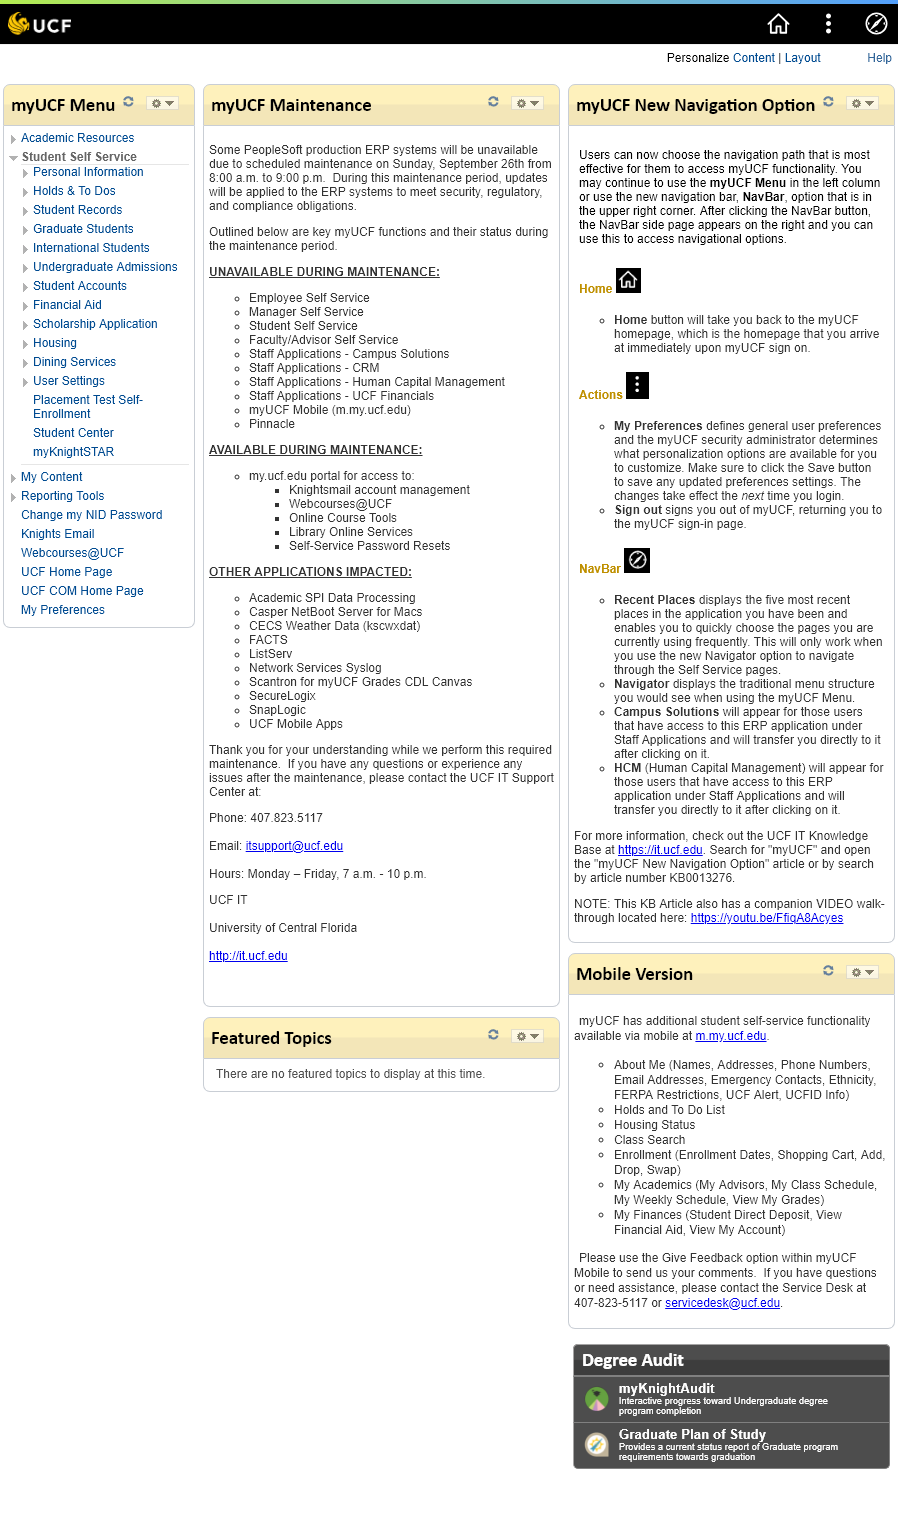 UCF
Personalize Content | Layout
Help
myUCF Menu
Academic Resources
Student Self Service
Personal Information
Holds & To Dos
Student Records
Graduate Students
International Students
Undergraduate Admissions
Student Accounts
Financial Aid
Scholarship Application
Housing
Dining Services
User Settings
Placement Test Self-
Enrollment
Student Center
myKnightSTAR
My Content
Reporting Tools
Change my NID Password
Knights Email
Webcourses@UCF
UCF Home Page
UCF COM Home Page
My Preferences
myUCF Maintenance
Some PeopleSoft production ERP systems will be unavailable
due to scheduled maintenance on Sunday, September 26th from
8:00 a.m. to 9:00 p.m.  During this maintenance period, updates
will be applied to the ERP systems to meet security, regulatory,
and compliance obligations.
Outlined below are key myUCF functions and their status during
the maintenance period.
UNAVAILABLE DURING MAINTENANCE:
Employee Self Service
Manager Self Service
Student Self Service
Faculty/Advisor Self Service
Staff Applications - Campus Solutions
Staff Applications - CRM
Staff Applications - Human Capital Management
Staff Applications - UCF Financials
myUCF Mobile (m.my.ucf.edu)
Pinnacle
AVAILABLE DURING MAINTENANCE:
my.ucf.edu portal for access to:
Knightsmail account management
Webcourses@UCF
Online Course Tools
Library Online Services
Self-Service Password Resets
OTHER APPLICATIONS IMPACTED:
Academic SPI Data Processing
Casper NetBoot Server for Macs
CECS Weather Data (kscwxdat)
FACTS
ListServ
Network Services Syslog
Scantron for myUCF Grades CDL Canvas
SecureLogix
SnapLogic
UCF Mobile Apps
Thank you for your understanding while we perform this required
maintenance.  If you have any questions or experience any
issues after the maintenance, please contact the UCF IT Support
Center at:
Phone: 407.823.5117
Email: itsupport@ucf.edu
Hours: Monday – Friday, 7 a.m. - 10 p.m.
UCF IT
University of Central Florida
http://it.ucf.edu
Featured Topics
There are no featured topics to display at this time.
myUCF New Navigation Option
Users can now choose the navigation path that is most
effective for them to access myUCF functionality. You
may continue to use the myUCF Menu in the left column
or use the new navigation bar, NavBar, option that is in
the upper right corner. After clicking the NavBar button,
the NavBar side page appears on the right and you can
use this to access navigational options.
Home
Home button will take you back to the myUCF
homepage, which is the homepage that you arrive
at immediately upon myUCF sign on.
Actions
My Preferences defines general user preferences
and the myUCF security administrator determines
what personalization options are available for you
to customize. Make sure to click the Save button
to save any updated preferences settings. The
changes take effect the next time you login.
Sign out signs you out of myUCF, returning you to
the myUCF sign-in page.
NavBar
Recent Places displays the five most recent
places in the application you have been and
enables you to quickly choose the pages you are
currently using frequently. This will only work when
you use the new Navigator option to navigate
through the Self Service pages.
Navigator displays the traditional menu structure
you would see when using the myUCF Menu.
Campus Solutions will appear for those users
that have access to this ERP application under
Staff Applications and will transfer you directly to it
after clicking on it.
HCM (Human Capital Management) will appear for
those users that have access to this ERP
application under Staff Applications and will
transfer you directly to it after clicking on it.
For more information, check out the UCF IT Knowledge
Base at https://it.ucf.edu. Search for "myUCF" and open
the "myUCF New Navigation Option" article or by search
by article number KB0013276.
NOTE: This KB Article also has a companion VIDEO walk-
through located here: https://youtu.be/FfiqA8Acyes
Mobile Version
myUCF has additional student self-service functionality
available via mobile at m.my.ucf.edu.
About Me (Names, Addresses, Phone Numbers,
Email Addresses, Emergency Contacts, Ethnicity,
FERPA Restrictions, UCF Alert, UCFID Info)
Holds and To Do List
Housing Status
Class Search
Enrollment (Enrollment Dates, Shopping Cart, Add,
Drop, Swap)
My Academics (My Advisors, My Class Schedule,
My Weekly Schedule, View My Grades)
My Finances (Student Direct Deposit, View
Financial Aid, View My Account)
Please use the Give Feedback option within myUCF
Mobile to send us your comments.  If you have questions
or need assistance, please contact the Service Desk at
407-823-5117 or servicedesk@ucf.edu.
Degree Audit
myKnightAudit
Interactive progress toward Undergraduate degree
program completion
Graduate Plan of Study
Provides a current status report of Graduate program
requirements towards graduation